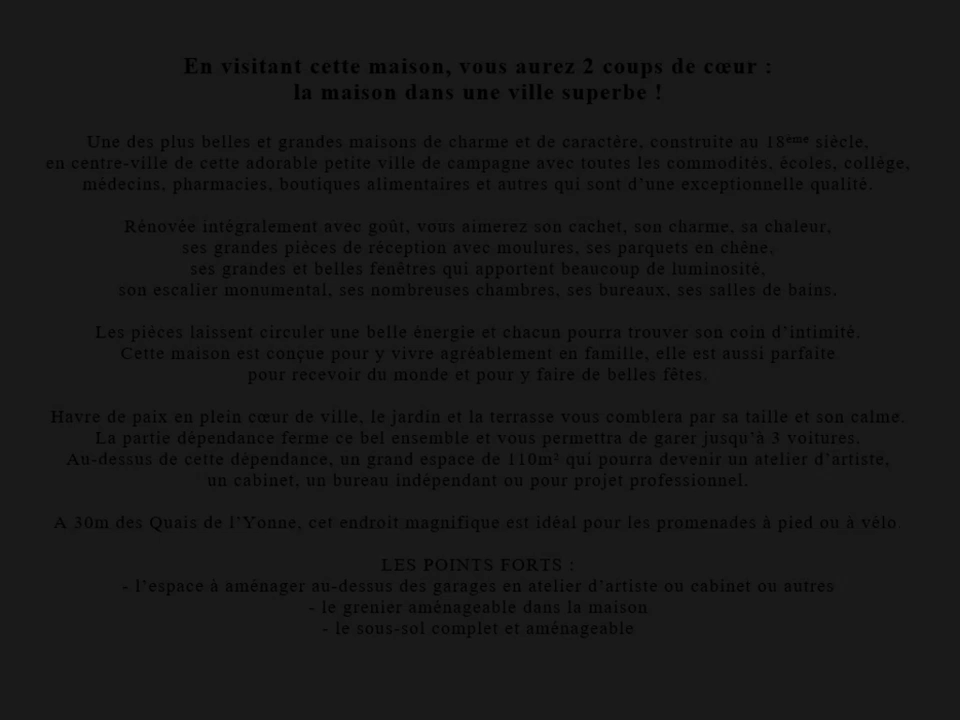 En visitant cette maison, vous aurez 2 coups de cœur :
la maison dans une ville superbe !
Une des plus belles et grandes maisons de charme et de caractère, construite au 18ème siècle,
en centre-ville de cette adorable petite ville de campagne avec toutes les commodités, écoles, collège,
médecins, pharmacies, boutiques alimentaires et autres qui sont d'une exceptionnelle qualité.
Rénovée intégralement avec goût, vous aimerez son cachet, son charme, sa chaleur,
ses grandes pièces de réception avec moulures, ses parquets en chêne,
ses grandes et belles fenêtres qui apportent beaucoup de luminosité,
son escalier monumental, ses nombreuses chambres, ses bureaux, ses salles de bains.
Les pièces laissent circuler une belle énergie et chacun pourra trouver son coin d'intimité.
Cette maison est conçue pour y vivre agréablement en famille, elle est aussi parfaite
pour recevoir du monde et pour y faire de belles fêtes.
Havre de paix en plein cœur de ville, le jardin et la terrasse vous comblera par sa taille et son calme.
La partie dépendance ferme ce bel ensemble et vous permettra de garer jusqu'à 3 voitures.
Au-dessus de cette dépendance, un grand espace de 110m² qui pourra devenir un atelier d'artiste,
un cabinet, un bureau indépendant ou pour projet professionnel.
A 30m des Quais de l'Yonne, cet endroit magnifique est idéal pour les promenades à pied ou à vélo.
LES POINTS FORTS :
- l'espace à aménager au-dessus des garages en atelier d'artiste ou cabinet ou autres
- le grenier aménageable dans la maison
- le sous-sol complet et aménageable